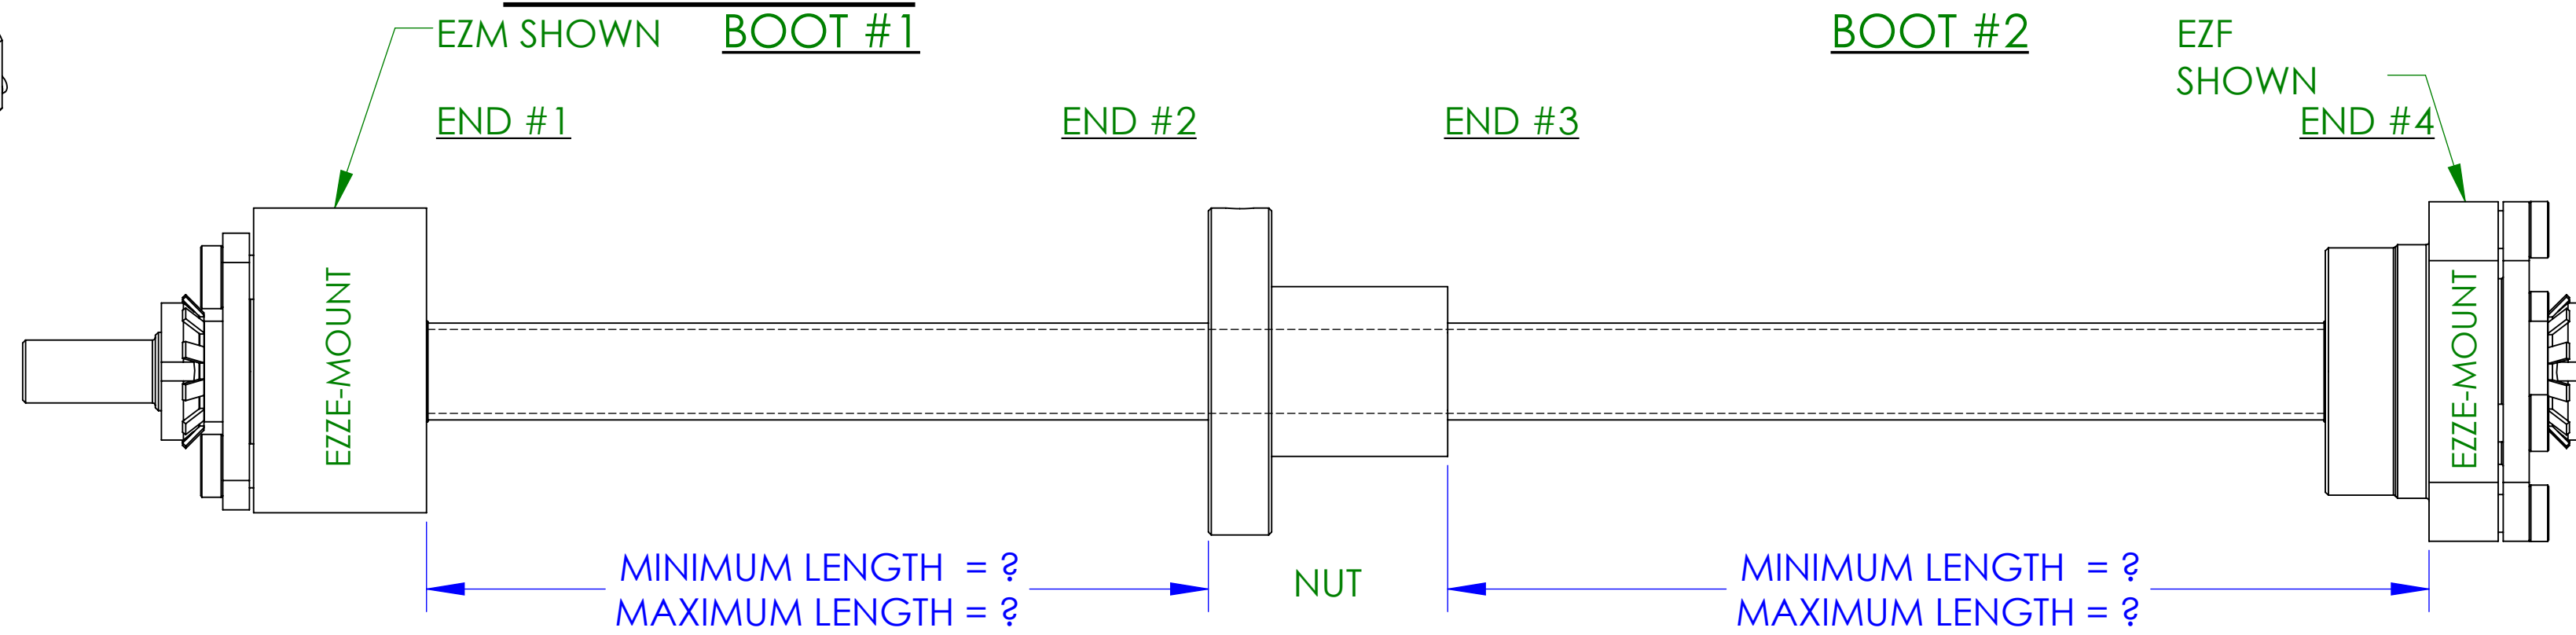 EZM SHOWN
BOOT #1
BOOT #2
EZF
SHOWN
END #1
END #2
END #3
END #4
EZZE-MOUNT
EZZE-MOUNT
MINIMUM LENGTH = ?
MAXIMUM LENGTH = ?
NUT
MINIMUM LENGTH = ?
MAXIMUM LENGTH = ?